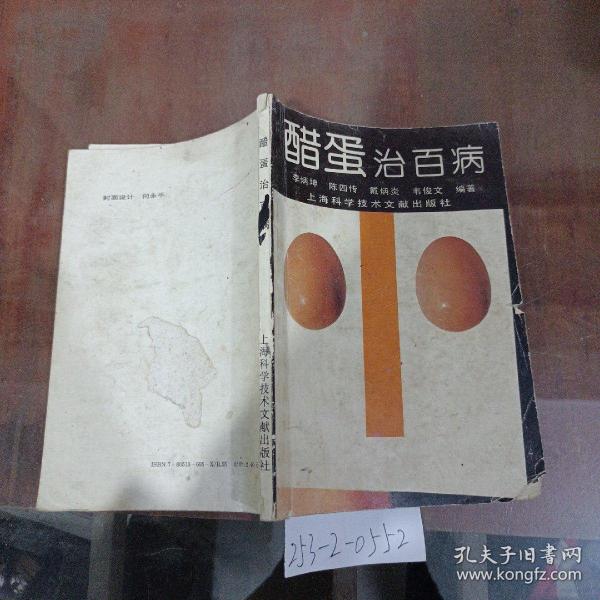 醋蛋治百病
李炳坤 陈四传 戴炳炎 韦俊文 编著
上海科学技术文献出版社
醋蛋治
上海科学技术文献出版社
封面设计 何永平
253-2-0552
孔夫子旧书网
www.kongfz.com